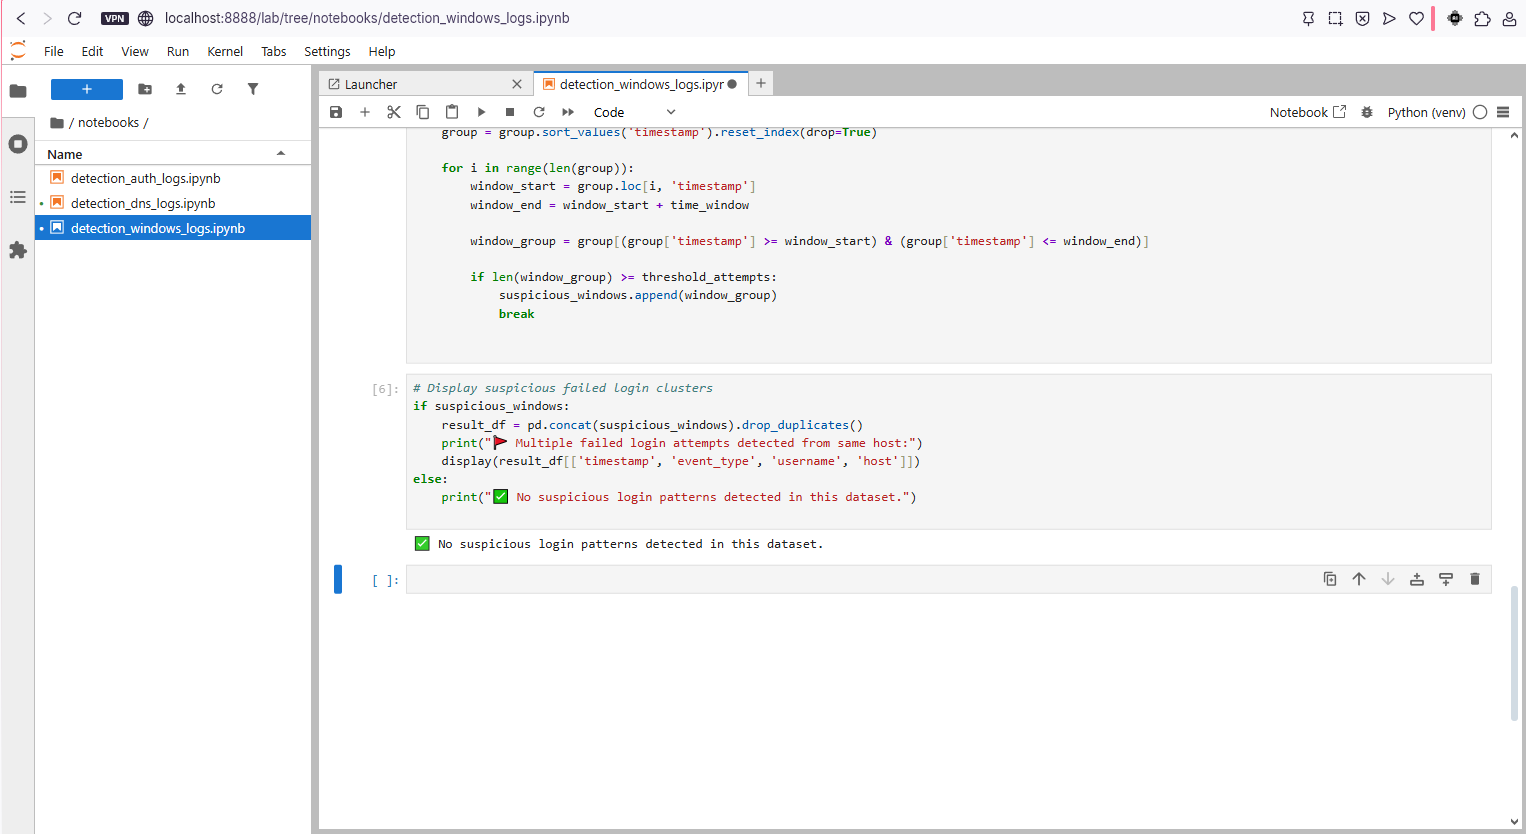 VPN localhost:8888/lab/tree/notebooks/detection_windows_logs.ipynb
File Edit View Run Kernel Tabs Settings Help
Launcher
detection_windows_logs.ipyr
/ notebooks /
Name
detection_auth_logs.ipynb
detection_dns_logs.ipynb
detection_windows_logs.ipynb
Code
Notebook
Python (venv)
group = group.sort_values('timestamp').reset_index(drop=True)
for i in range(len(group)):
window_start = group.loc[i, 'timestamp']
window_end = window_start + time_window
window_group = group[(group['timestamp'] >= window_start) & (group['timestamp'] <= window_end)]
if len(window_group) >= threshold_attempts:
suspicious_windows.append(window_group)
break
[6]:
# Display suspicious failed login clusters
if suspicious_windows:
result_df = pd.concat(suspicious_windows).drop_duplicates()
print("🚩 Multiple failed login attempts detected from same host:")
display(result_df[['timestamp', 'event_type', 'username', 'host']])
else:
print("✅ No suspicious login patterns detected in this dataset.")
✅ No suspicious login patterns detected in this dataset.
[ ]: